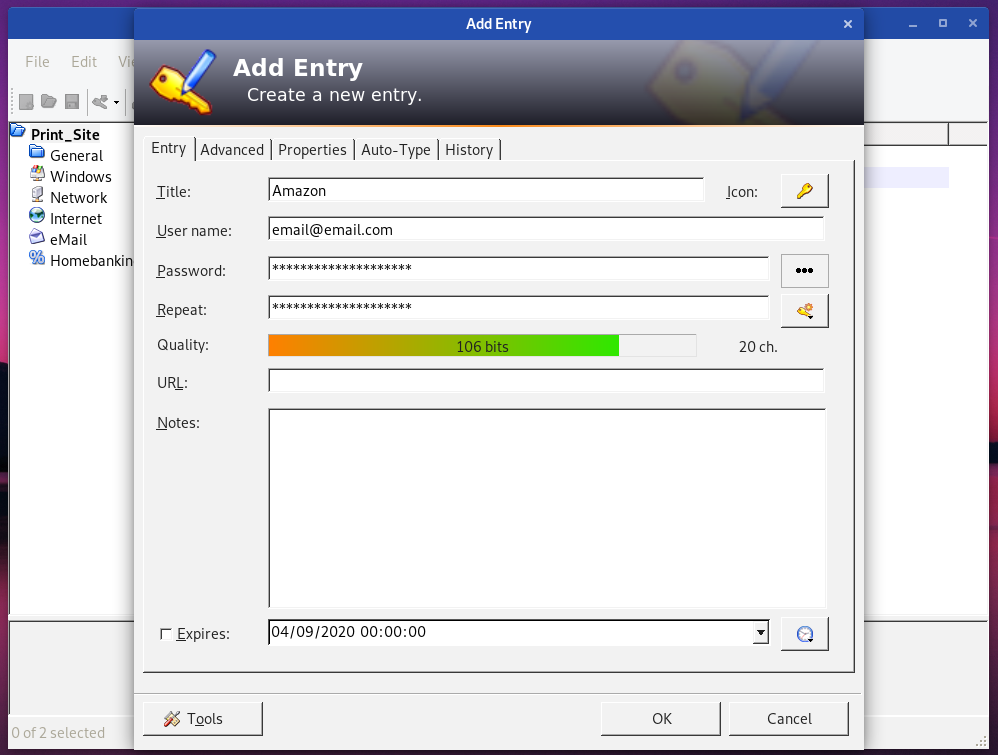 Add Entry
File Edit
Add Entry
Create a new entry.
Print_Site
General
Windows
Network
Internet
eMail
Entry Advanced Properties Auto-Type History
Title: Amazon Icon:
User name: email@email.com
Password: ********************
Repeat: ********************
Quality: 106 bits 20 ch.
URL:
Notes:
Expires: 04/09/2020 00:00:00
Tools OK Cancel
0 of 2 selected